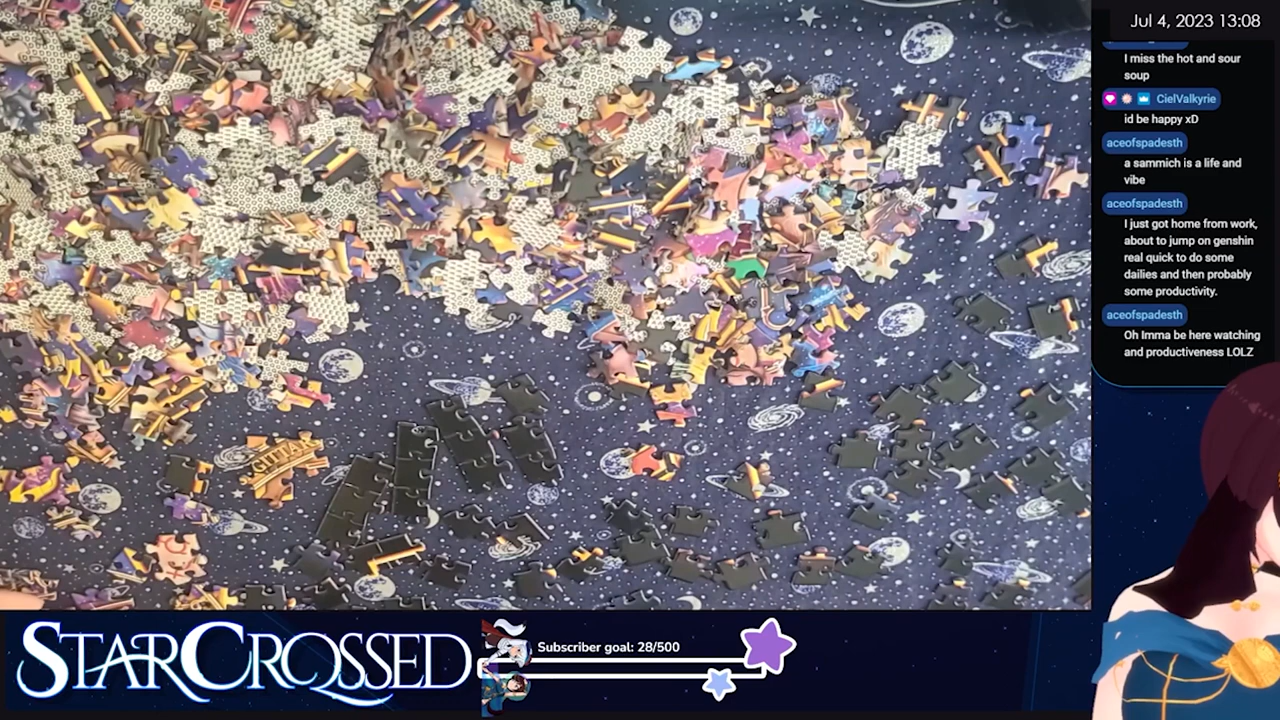 Jul 4, 2023 13:08
I miss the hot and sour
soup
CielValkyrie
id be happy xD
aceofspadesth
a sammich is a life and
vibe
aceofspadesth
I just got home from work,
about to jump on genshin
real quick to do some
dailies and then probably
some productivity.
aceofspadesth
Oh Imma be here watching
and productiveness LOLZ
STARCROSSED
Subscriber goal: 28/500